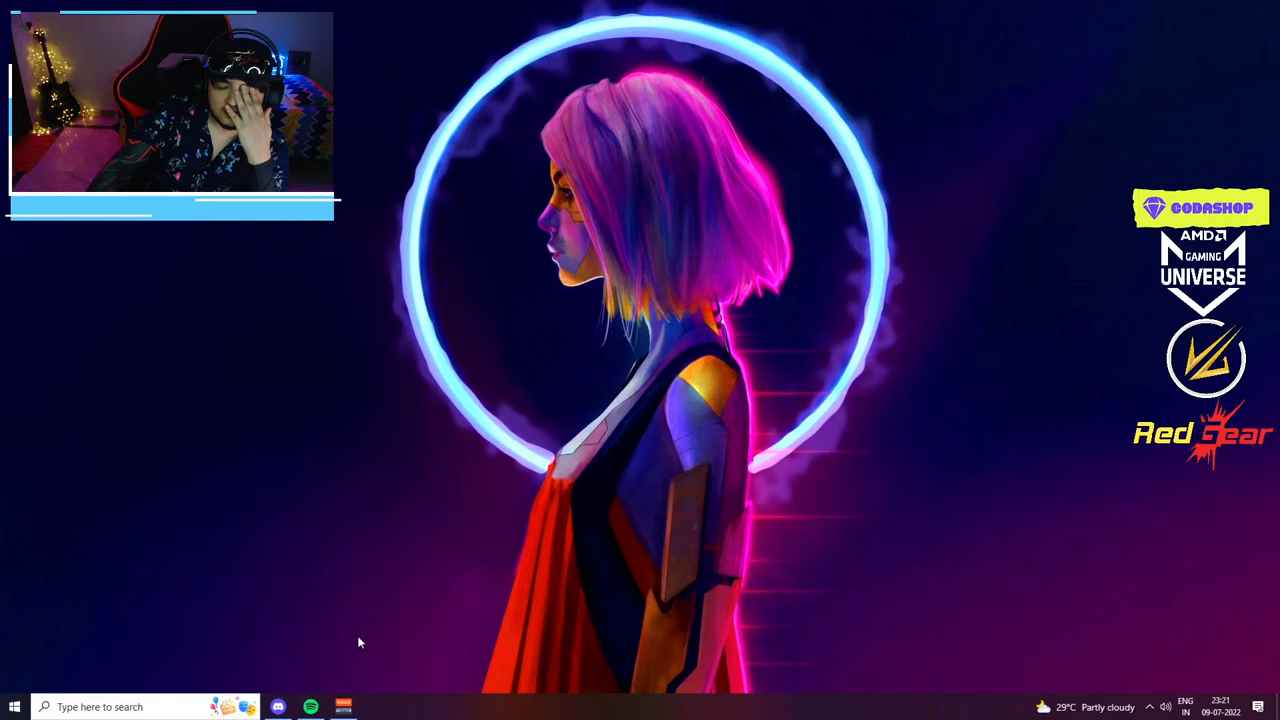 CODASHOP
AMD
GAMING
UNIVERSE
Red Gear
Type here to search
29°C Partly cloudy
ENG
IN
23:21
09-07-2022